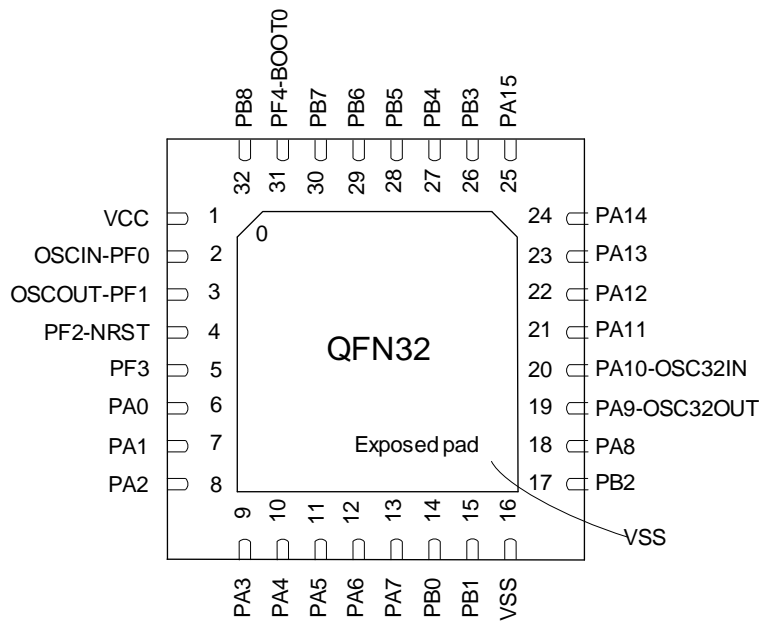 PB8
PF4-BOOT0
PB7
PB6
PB5
PB4
PB3
PA15
32
31
30
29
28
27
26
25
VCC 1
OSCIN-PF0 2
OSCOUT-PF1 3
PF2-NRST 4
PF3 5
PA0 6
PA1 7
PA2 8
0
QFN32
Exposed pad
24 PA14
23 PA13
22 PA12
21 PA11
20 PA10-OSC32IN
19 PA9-OSC32OUT
18 PA8
17 PB2
VSS
9
10
11
12
13
14
15
16
PA3
PA4
PA5
PA6
PA7
PB0
PB1
VSS